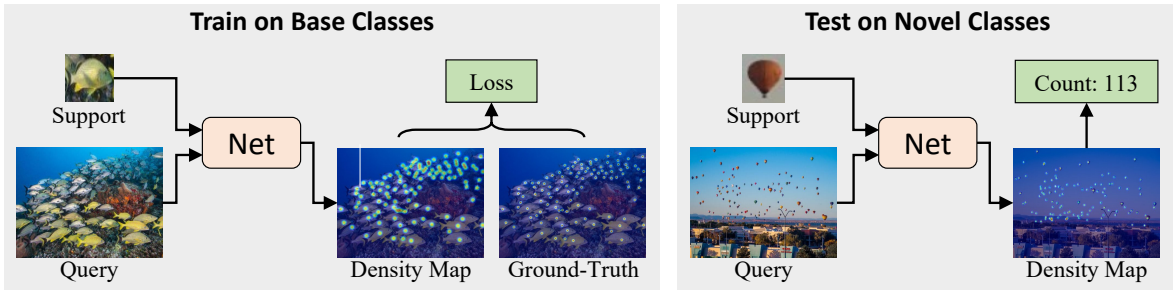 Train on Base Classes
Support
Net
Loss
Query
Density Map
Ground-Truth
Test on Novel Classes
Support
Net
Count: 113
Query
Density Map